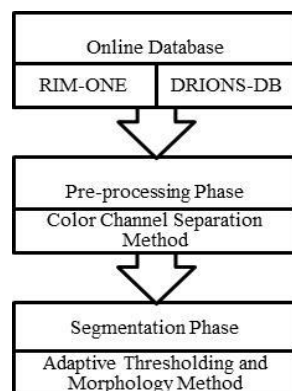 Online Database
RIM-ONE DRIONS-DB
Pre-processing Phase
Color Channel Separation
Method
Segmentation Phase
Adaptive Thresholding and
Morphology Method